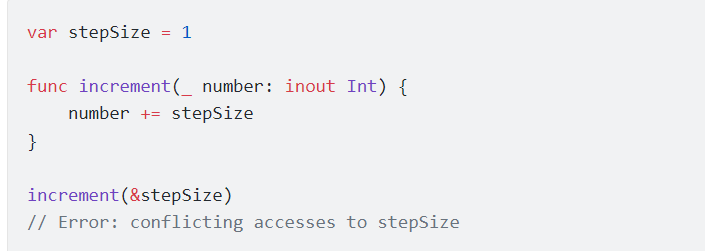 var stepSize = 1
func increment(_ number: inout Int) {
number += stepSize
}
increment(&stepSize)
// Error: conflicting accesses to stepSize